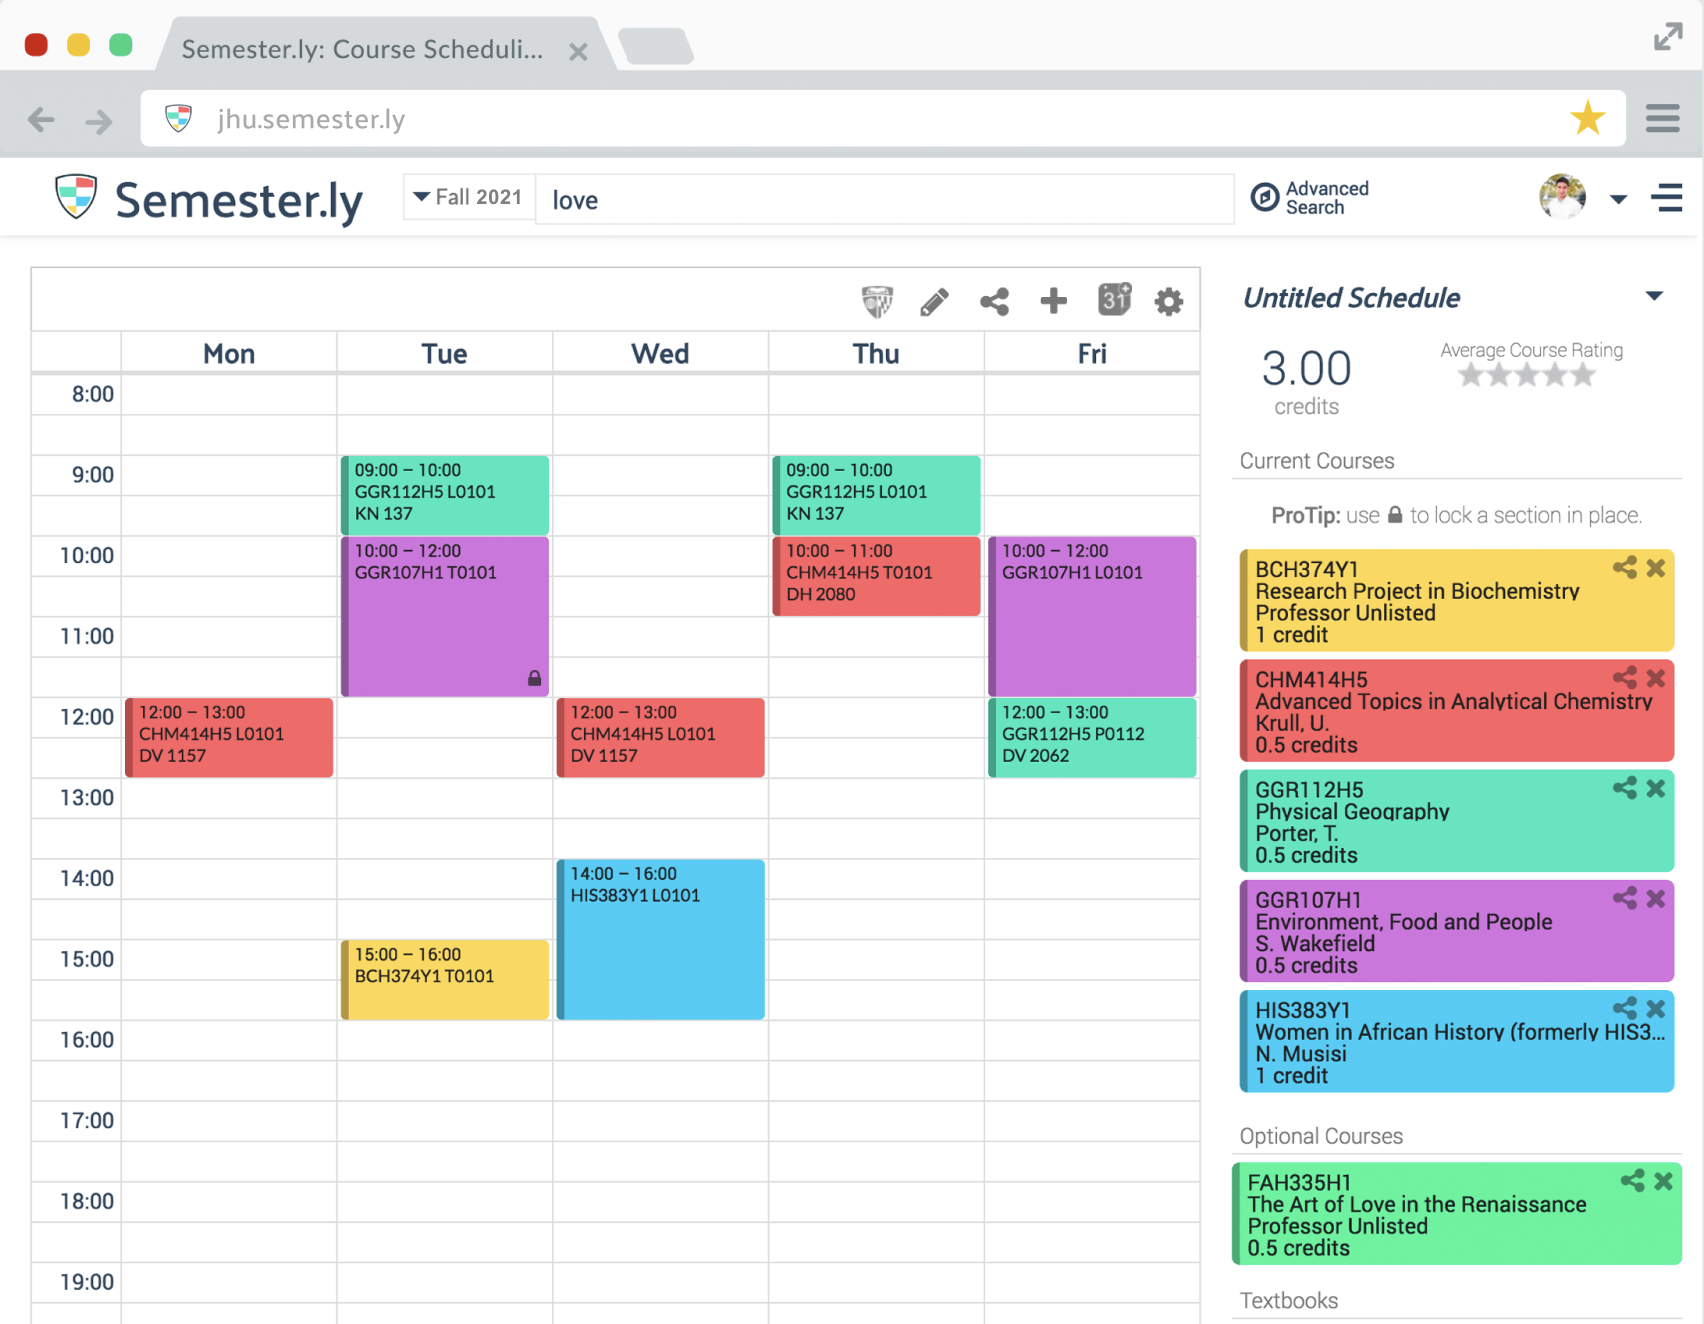 Semester.ly: Course Scheduli...
jhu.semester.ly
Semester.ly
Fall 2021
love
Advanced
Search
31
Mon Tue Wed Thu Fri
8:00
9:00
10:00
11:00
12:00
13:00
14:00
15:00
16:00
17:00
18:00
19:00
12:00 – 13:00
CHM414H5 L0101
DV 1157
09:00 – 10:00
GGR112H5 L0101
KN 137
10:00 – 12:00
GGR107H1 T0101
15:00 – 16:00
BCH374Y1 T0101
12:00 – 13:00
CHM414H5 L0101
DV 1157
14:00 – 16:00
HIS383Y1 L0101
09:00 – 10:00
GGR112H5 L0101
KN 137
10:00 – 11:00
CHM414H5 T0101
DH 2080
10:00 – 12:00
GGR107H1 L0101
12:00 – 13:00
GGR112H5 P0112
DV 2062
Untitled Schedule
3.00
credits
Average Course Rating
Current Courses
ProTip: use to lock a section in place.
BCH374Y1
Research Project in Biochemistry
Professor Unlisted
1 credit
CHM414H5
Advanced Topics in Analytical Chemistry
Krull, U.
0.5 credits
GGR112H5
Physical Geography
Porter, T.
0.5 credits
GGR107H1
Environment, Food and People
S. Wakefield
0.5 credits
HIS383Y1
Women in African History (formerly HIS3...
N. Musisi
1 credit
Optional Courses
FAH335H1
The Art of Love in the Renaissance
Professor Unlisted
0.5 credits
Textbooks